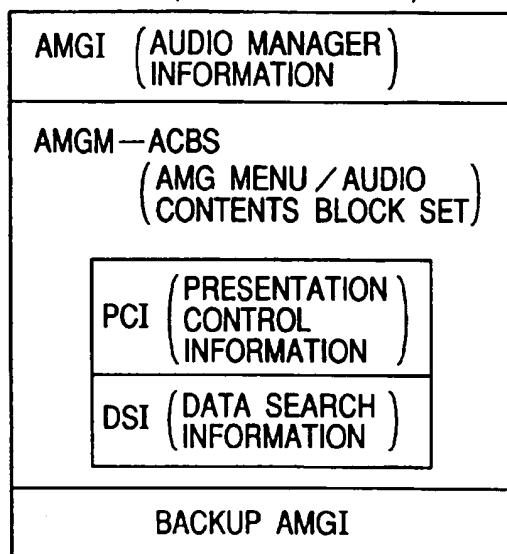 AMGI (AUDIO MANAGER
INFORMATION)
AMGM—ACBS
(AMG MENU／AUDIO
CONTENTS BLOCK SET)
PCI (PRESENTATION
CONTROL
INFORMATION)
DSI (DATA SEARCH
INFORMATION)
BACKUP AMGI